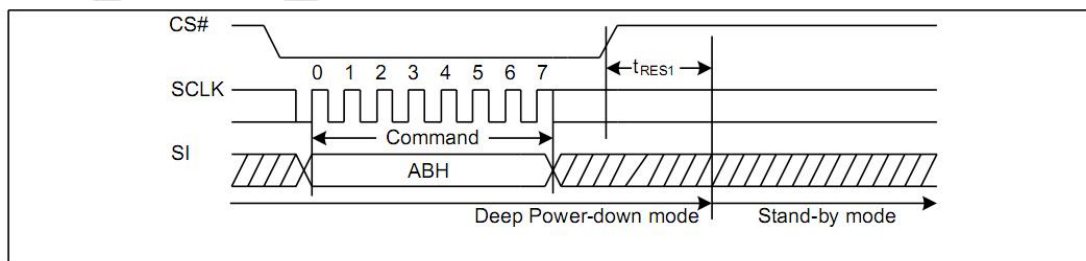 CS#
tRES1
0 1 2 3 4 5 6 7
SCLK
Command
SI
ABH
Deep Power-down mode Stand-by mode